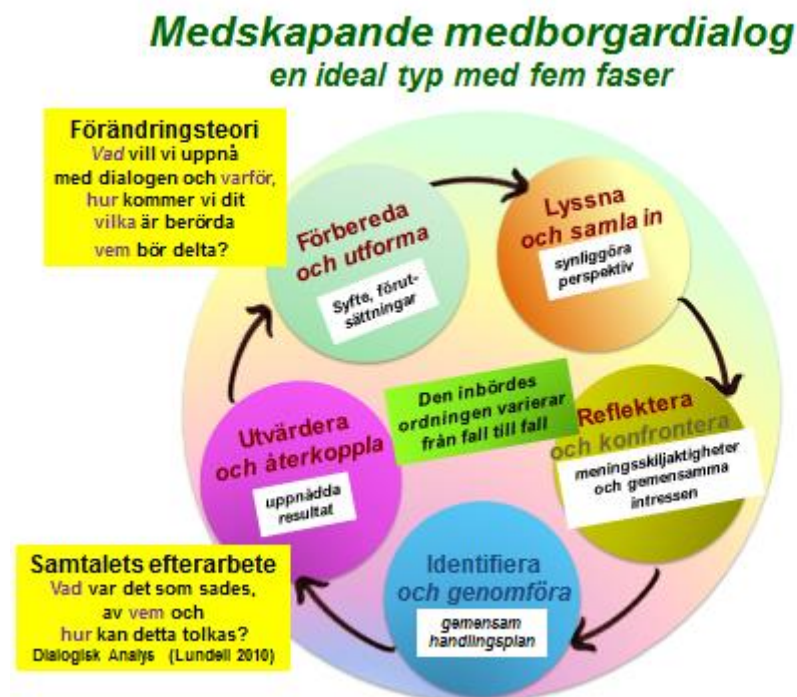 Medskapande medborgardialog
en ideal typ med fem faser
Förändringsteori
Vad vill vi uppnå
med dialogen och varför,
hur kommer vi dit
vilka är berörda
vem bör delta?
Förbereda
och utforma
Syfte, förut-
sättningar
Lyssna
och samla in
synliggöra
perspektiv
Reflektera
och konfrontera
meningsskiljaktigheter
och gemensamma
intressen
Den inbördes
ordningen varierar
från fall till fall
Identifiera
och genomföra
gemensam
handlingsplan
Utvärdera
och återkoppla
uppnådda
resultat
Samtalets efterarbete
Vad var det som sades,
av vem och
hur kan detta tolkas?
Dialogisk Analys (Lundell 2010)